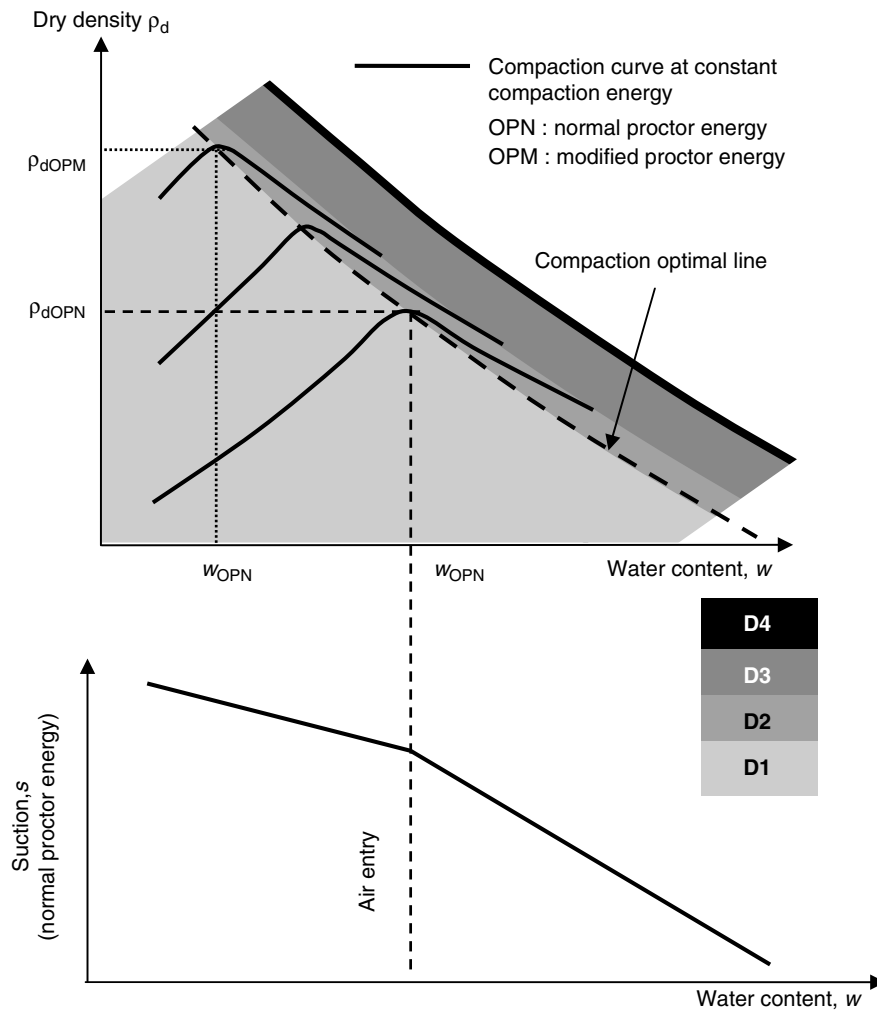 Dry density ρd
Compaction curve at constant
compaction energy
OPN : normal proctor energy
OPM : modified proctor energy
ρdOPM
Compaction optimal line
ρdOPN
wOPN
wOPN
Water content, w
D4
D3
D2
D1
Suction,s
(normal proctor energy)
Air entry
Water content, w